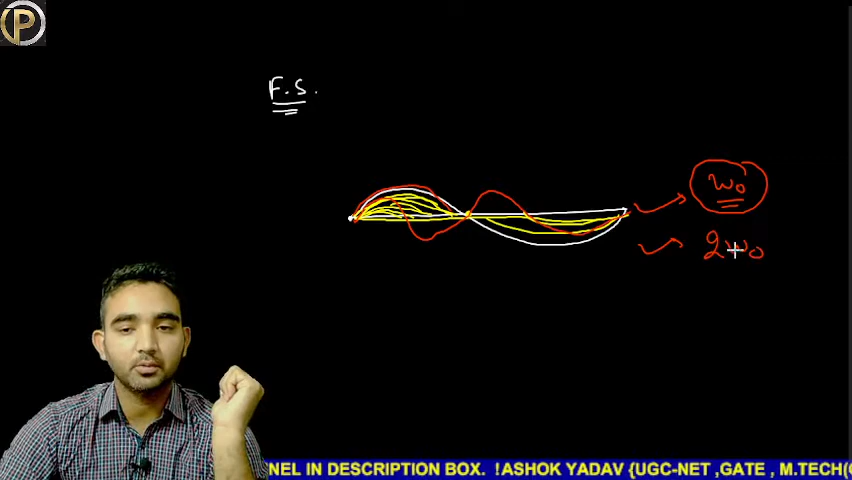 P
F.S.
ω₀
2ω₀
NEL IN DESCRIPTION BOX. !ASHOK YADAV {UGC-NET ,GATE , M.TECH(